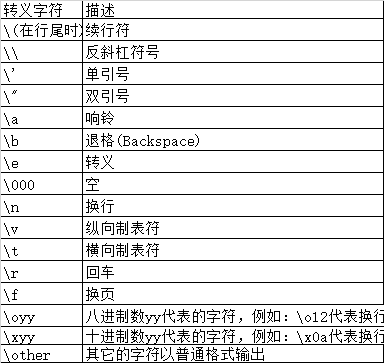 转义字符 描述
\(在行尾时) 续行符
\\ 反斜杠符号
\' 单引号
\" 双引号
\a 响铃
\b 退格(Backspace)
\e 转义
\000 空
\n 换行
\v 纵向制表符
\t 横向制表符
\r 回车
\f 换页
\oyy 八进制数yy代表的字符，例如：\o12代表换行
\xyy 十进制数yy代表的字符，例如：\x0a代表换行
\other 其它的字符以普通格式输出